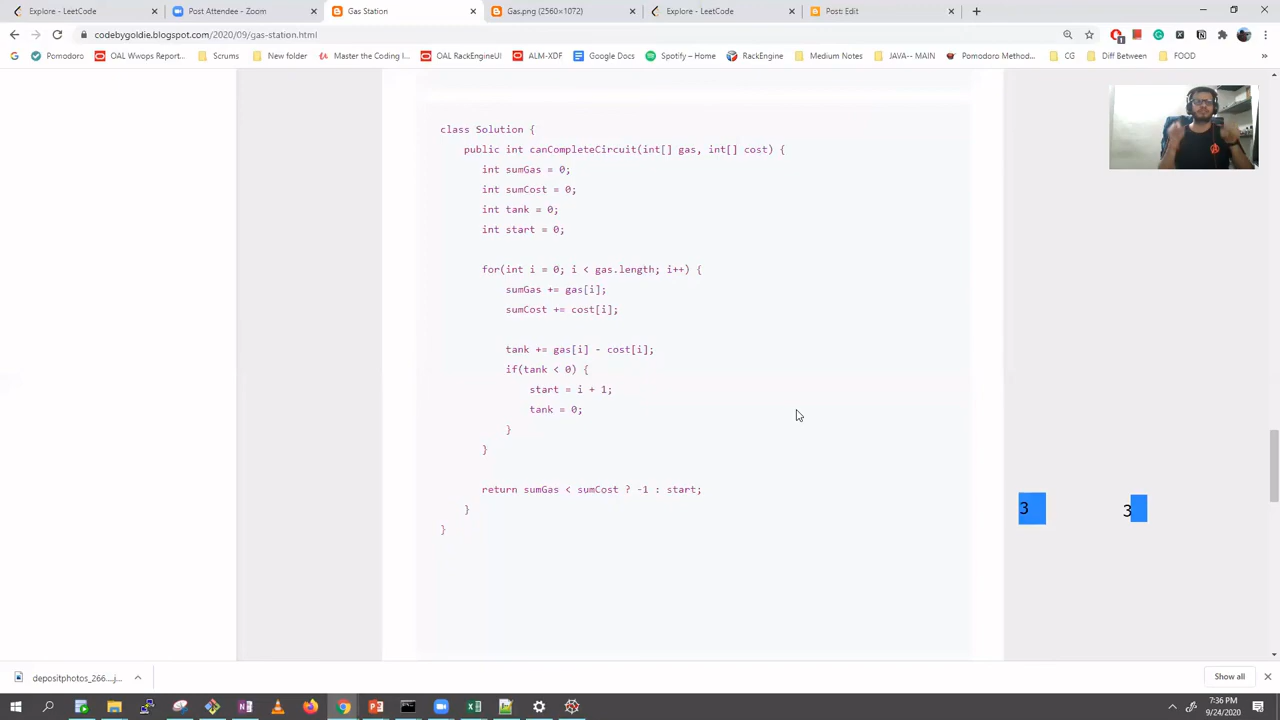 Explore - LeetCode
Post Attendee - Zoom
Gas Station
Gas.png (2560×1072)
Explore - LeetCode
Post: Edit
codebygoldie.blogspot.com/2020/09/gas-station.html
Pomodoro
OAL Wwops Report...
Scrums
New folder
Master the Coding I...
OAL RackEngineUI
ALM-XDF
Google Docs
Spotify – Home
RackEngine
Medium Notes
JAVA-- MAIN
Pomodoro Method...
CG
Diff Between
FOOD
class Solution {
public int canCompleteCircuit(int[] gas, int[] cost) {
int sumGas = 0;
int sumCost = 0;
int tank = 0;
int start = 0;
for(int i = 0; i < gas.length; i++) {
sumGas += gas[i];
sumCost += cost[i];
tank += gas[i] - cost[i];
if(tank < 0) {
start = i + 1;
tank = 0;
}
}
return sumGas < sumCost ? -1 : start;
}
}
3
3
depositphotos_266....j...
Show all
7:36 PM
9/24/2020